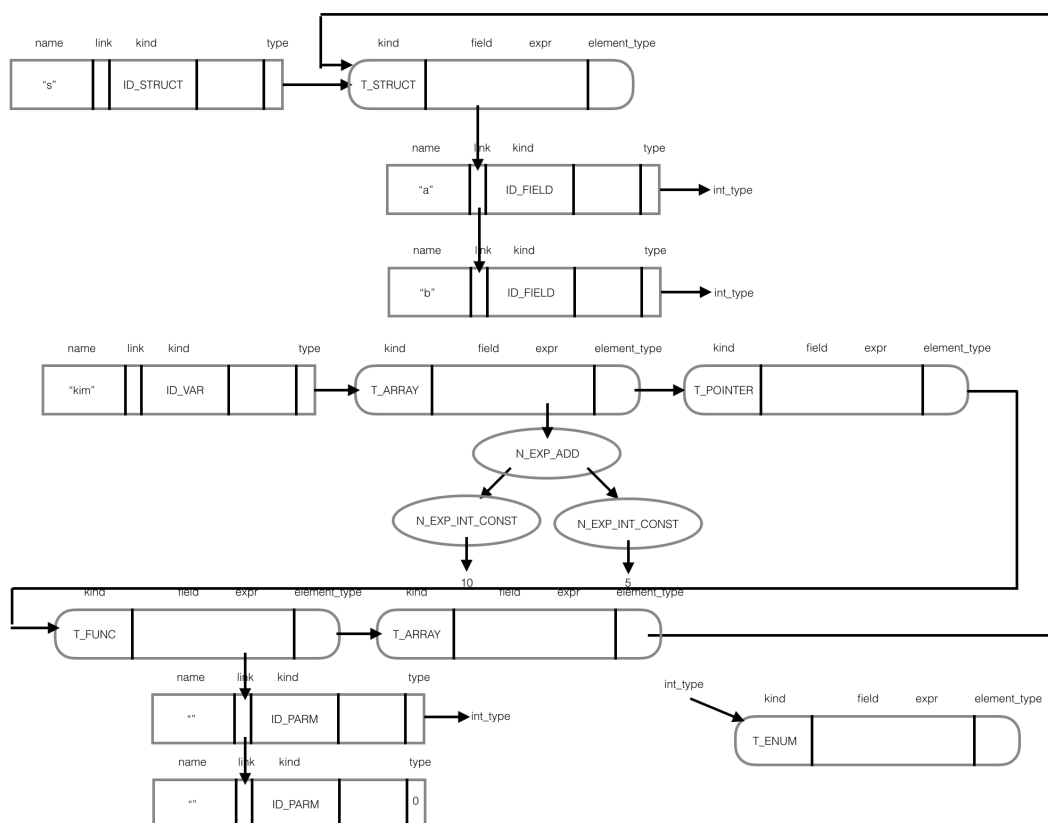 name link kind type kind field expr element_type
“s” ID_STRUCT T_STRUCT
name link kind type
“a” ID_FIELD int_type
name link kind type
“b” ID_FIELD int_type
name link kind type kind field expr element_type kind field expr element_type
“kim” ID_VAR T_ARRAY T_POINTER
N_EXP_ADD
N_EXP_INT_CONST N_EXP_INT_CONST
10 5
kind field expr element_type kind field expr element_type
T_FUNC T_ARRAY
name link kind type int_type
kind field expr element_type
“” ID_PARM int_type
T_ENUM
name link kind type
“” ID_PARM 0